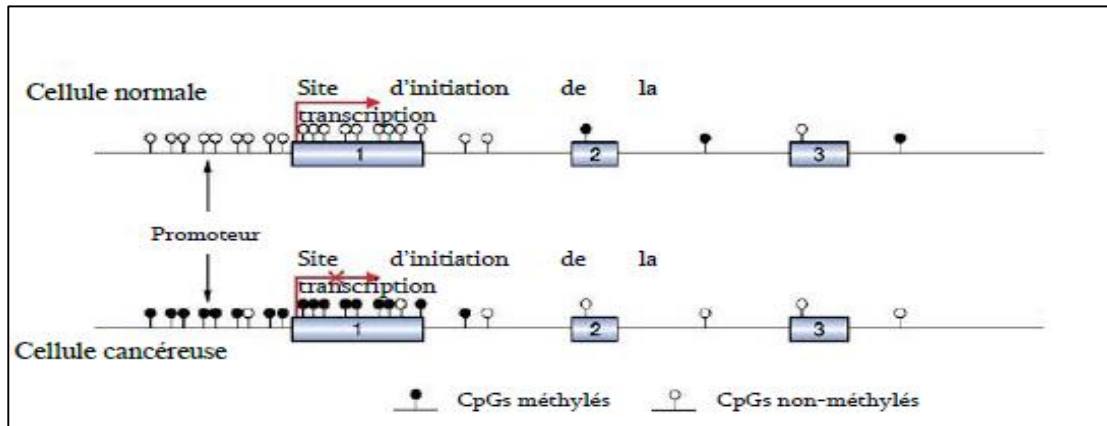 Cellule normale
Site d'initiation de la
transcription
1
2
3
Promoteur
Site d'initiation de la
transcription
1
2
3
Cellule cancéreuse
CpGs méthylés
CpGs non-méthylés